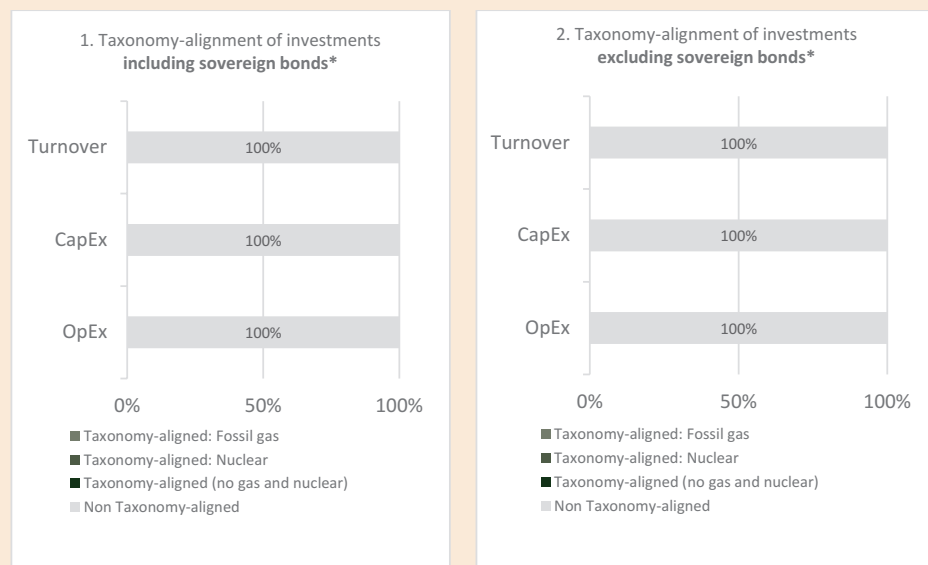 1. Taxonomy-alignment of investments
including sovereign bonds*
Turnover
100%
CapEx
100%
OpEx
100%
0%
50%
100%
Taxonomy-aligned: Fossil gas
Taxonomy-aligned: Nuclear
Taxonomy-aligned (no gas and nuclear)
Non Taxonomy-aligned
2. Taxonomy-alignment of investments
excluding sovereign bonds*
Turnover
100%
CapEx
100%
OpEx
100%
0%
50%
100%
Taxonomy-aligned: Fossil gas
Taxonomy-aligned: Nuclear
Taxonomy-aligned (no gas and nuclear)
Non Taxonomy-aligned